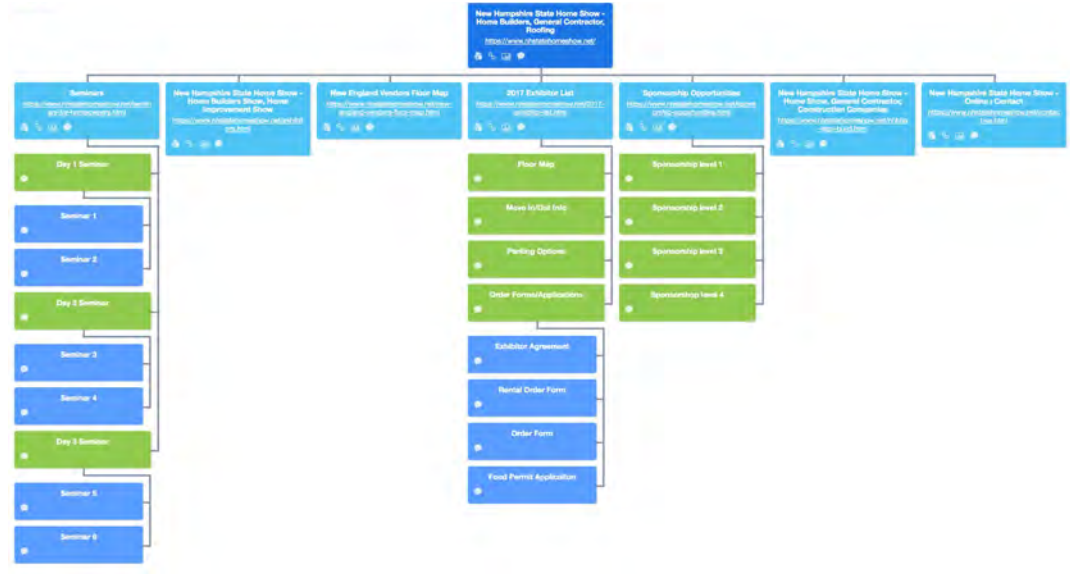 New Hampshire State Home Show -
Home Builders, General Contractor,
Roofing
https://www.nhstatehomeshow.net/
Seminars
New Hampshire State Home Show -
Home Builders Show, Home
Improvement Show
New England Vendors Floor Map
2017 Exhibitor List
Sponsorship Opportunities
New Hampshire State Home Show -
Home Show, General Contractor,
Construction Companies
New Hampshire State Home Show -
Contact
Day 1 Seminar
Seminar 1
Seminar 2
Day 2 Seminar
Seminar 3
Seminar 4
Day 3 Seminar
Seminar 5
Seminar 6
Floor Map
Move In/Out Info
Parking Options
Order Forms/Applications
Exhibitor Agreement
Rental Order Form
Order Form
Food Permit Application
Sponsorship level 1
Sponsorship level 2
Sponsorship level 3
Sponsorshop level 4